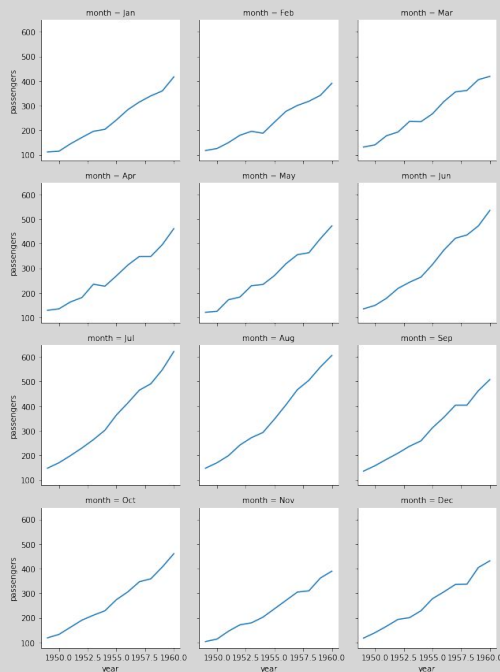 month = Jan
month = Feb
month = Mar
600
500
400
300
200
100
passengers
month = Apr
month = May
month = Jun
600
500
400
300
200
100
passengers
month = Jul
month = Aug
month = Sep
600
500
400
300
200
100
passengers
month = Oct
month = Nov
month = Dec
600
500
400
300
200
100
passengers
1950.0 1952.5 1955.0 1957.5 1960.0
1950.0 1952.5 1955.0 1957.5 1960.0
1950.0 1952.5 1955.0 1957.5 1960.0
year
year
year